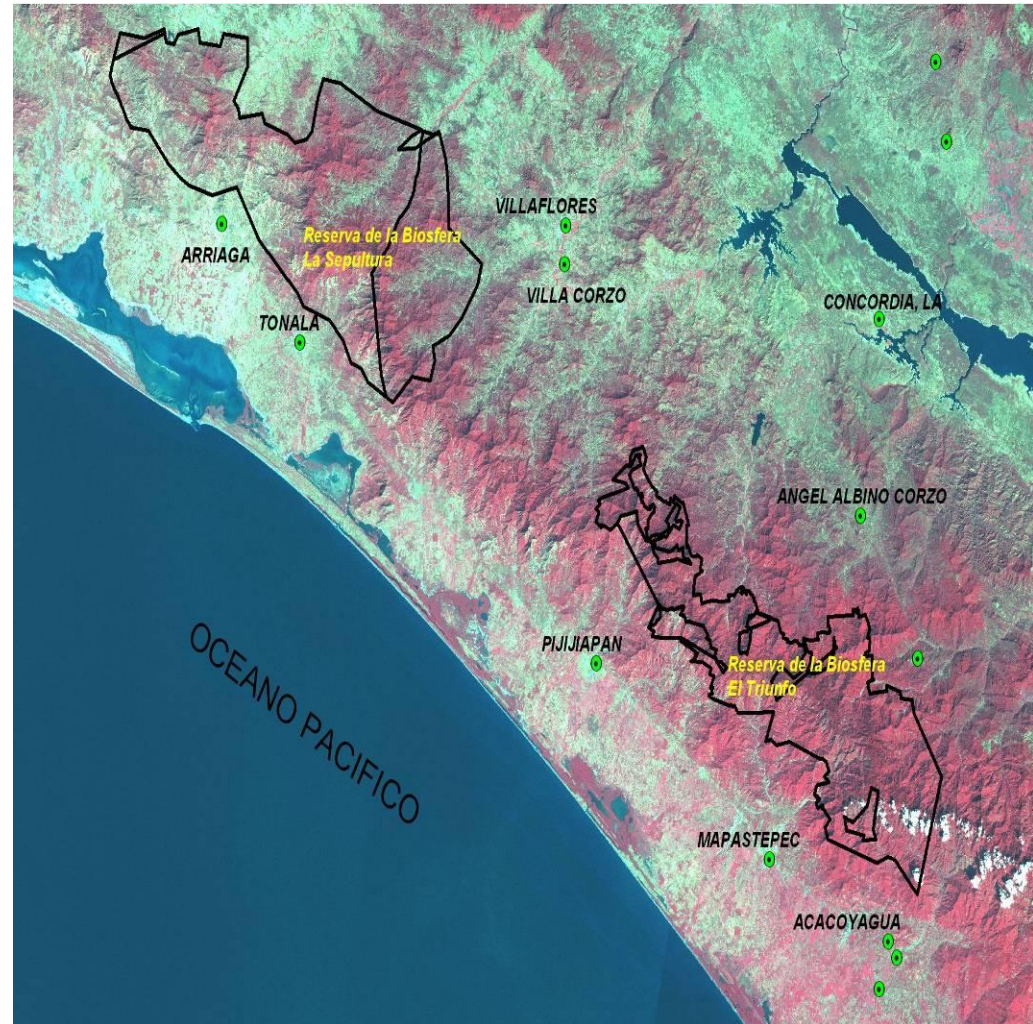 VILLAFLORES
Reserva de la Biosfera
La Sepultura
ARRIAGA
VILLA CORZO
CONCORDIA, LA
TONALA
ANGEL ALBINO CORZO
OCEANO PACIFICO
PIJIJIAPAN
Reserva de la Biosfera
El Triunfo
MAPASTEPEC
ACACOYAGUA